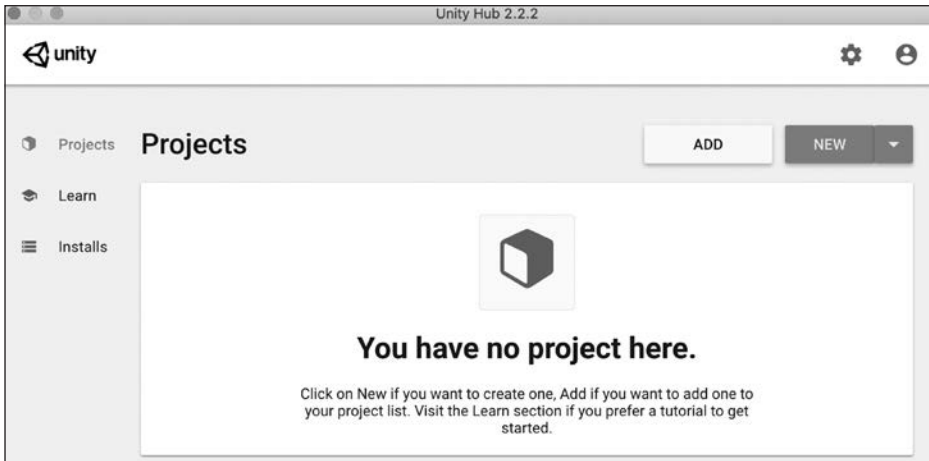 Unity Hub 2.2.2
unity
Projects
Projects
ADD
NEW
Learn
Installs
You have no project here.
Click on New if you want to create one, Add if you want to add one to
your project list. Visit the Learn section if you prefer a tutorial to get
started.